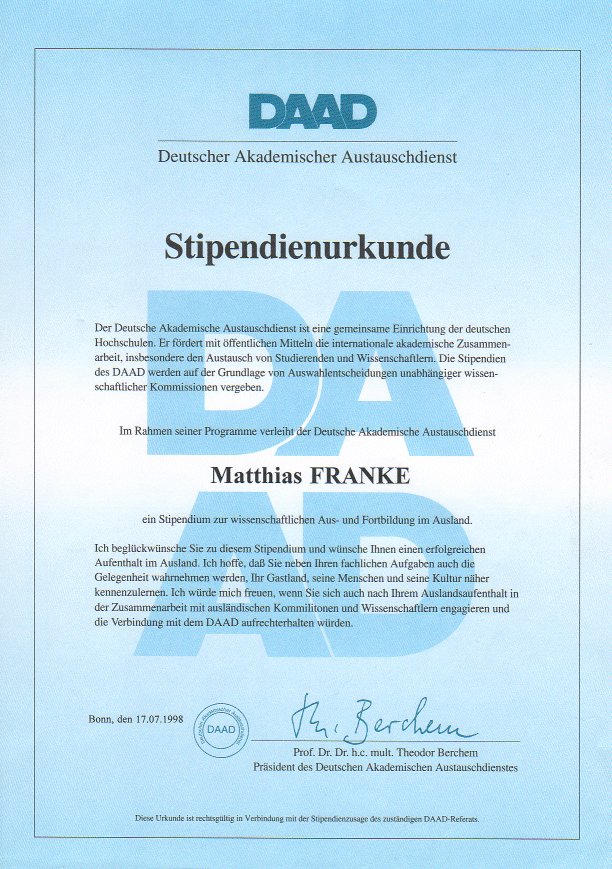 DAAD
Deutscher Akademischer Austauschdienst
Stipendienurkunde
Der Deutsche Akademische Austauschdienst ist eine gemeinsame Einrichtung der deutschen
Hochschulen. Er fördert mit öffentlichen Mitteln die internationale akademische Zusammen-
arbeit, insbesondere den Austausch von Studierenden und Wissenschaftlern. Die Stipendien
des DAAD werden auf der Grundlage von Auswahlentscheidungen unabhängiger wissen-
schaftlicher Kommissionen vergeben.
Im Rahmen seiner Programme verleiht der Deutsche Akademische Austauschdienst
Matthias FRANKE
ein Stipendium zur wissenschaftlichen Aus- und Fortbildung im Ausland.
Ich beglückwünsche Sie zu diesem Stipendium und wünsche Ihnen einen erfolgreichen
Aufenthalt im Ausland. Ich hoffe, daß Sie neben Ihren fachlichen Aufgaben auch die
Gelegenheit wahrnehmen werden, Ihr Gastland, seine Menschen und seine Kultur näher
kennenzulernen. Ich würde mich freuen, wenn Sie sich auch nach Ihrem Auslandsaufenthalt in
der Zusammenarbeit mit ausländischen Kommilitonen und Wissenschaftlern engagieren und
die Verbindung mit dem DAAD aufrechterhalten würden.
DA
AD
Bonn, den 17.07.1998
Deutscher Akademischer Austauschdienst
DAAD
Th. Berchem
Prof. Dr. Dr. h.c. mult. Theodor Berchem
Präsident des Deutschen Akademischen Austauschdienstes
Diese Urkunde ist rechtsgültig in Verbindung mit der Stipendienzusage des zuständigen DAAD-Referats.